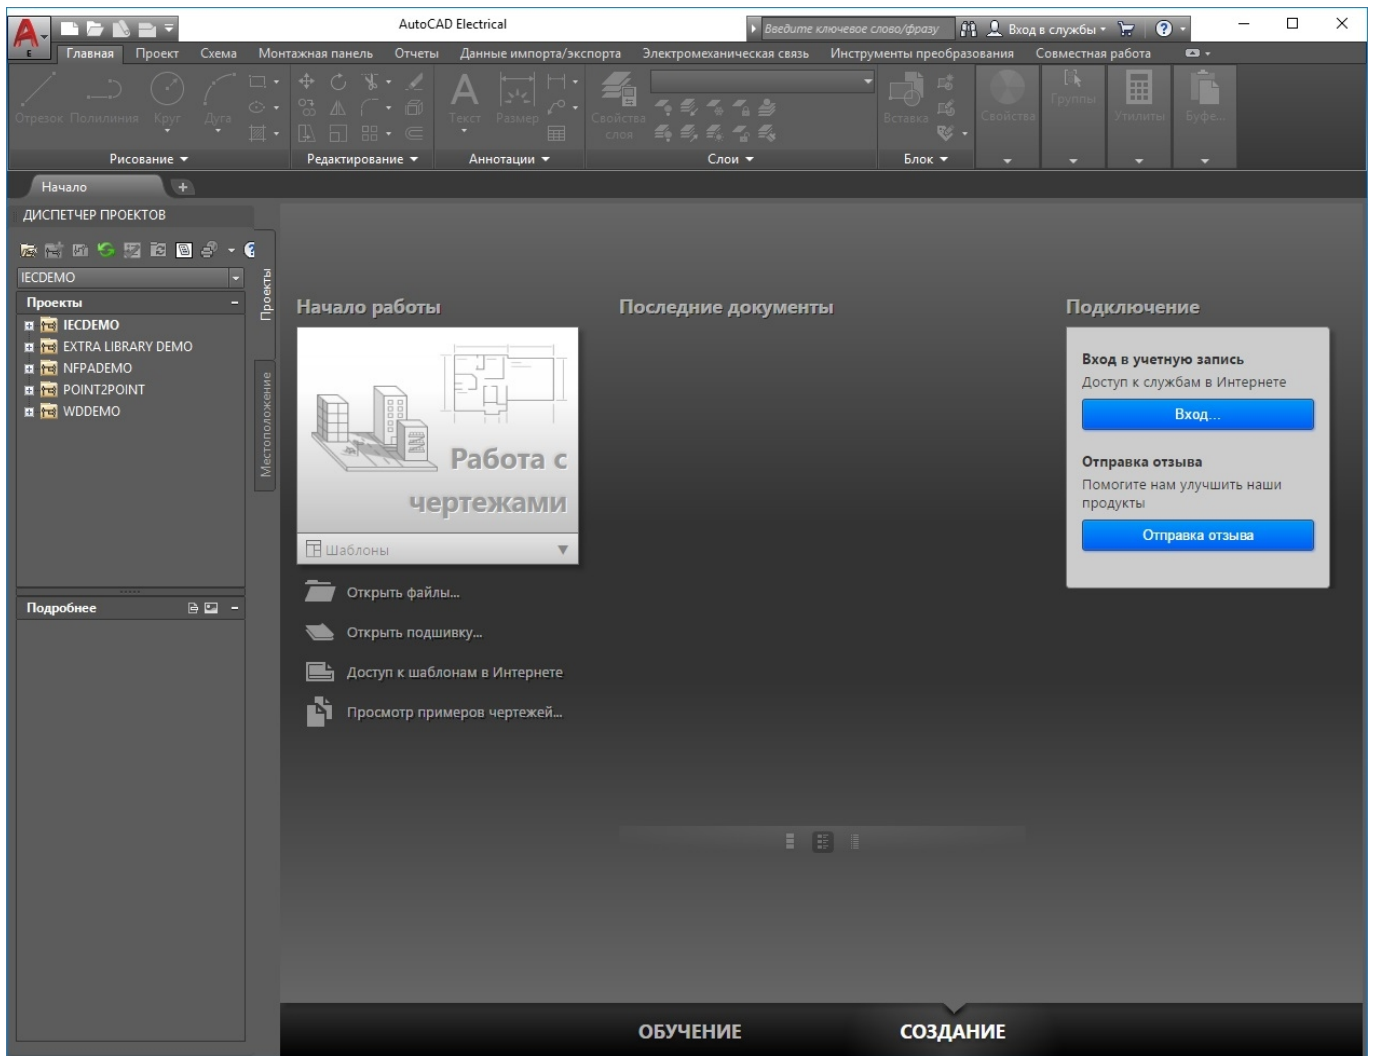 AutoCAD Electrical
Введите ключевое слово/фразу
Вход в службы
Главная Проект Схема Монтажная панель Отчеты Данные импорта/экспорта Электромеханическая связь Инструменты преобразования Совместная работа
Отрезок Полилиния Круг Дуга
Текст Размер
Свойства слоя
Вставка
Свойства
Группы
Утилиты
Буфе...
Рисование Редактирование Аннотации Слои Блок
Начало
ДИСПЕТЧЕР ПРОЕКТОВ
IECDEMO
Проекты
IECDEMO
EXTRA LIBRARY DEMO
NFPADEMO
POINT2POINT
WDDEMO
Проекты
Местоположение
Подробнее
Начало работы
Работа с
чертежами
Шаблоны
Открыть файлы...
Открыть подшивку...
Доступ к шаблонам в Интернете
Просмотр примеров чертежей...
Последние документы
Подключение
Вход в учетную запись
Доступ к службам в Интернете
Вход...
Отправка отзыва
Помогите нам улучшить наши
продукты
Отправка отзыва
ОБУЧЕНИЕ СОЗДАНИЕ